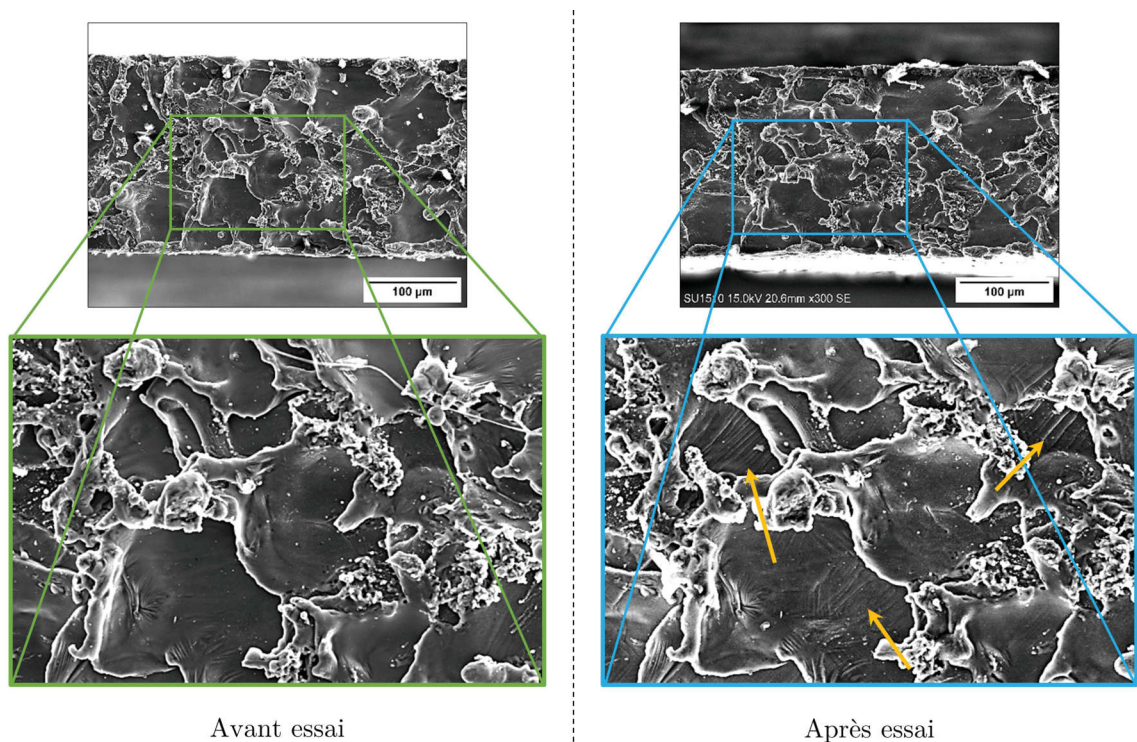 100 µm
SU1510 15.0kV 20.6mm x300 SE
100 µm
Avant essai
Après essai